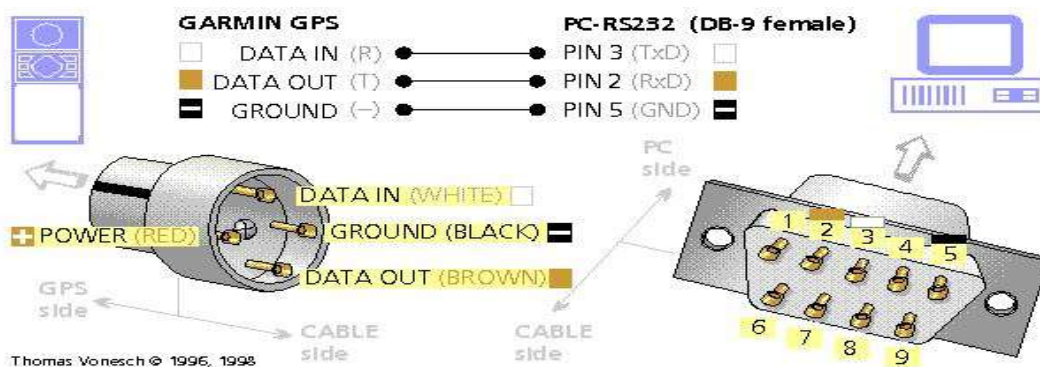 GARMIN GPS
PC-RS232 (DB-9 female)
DATA IN (R)
PIN 3 (TxD)
DATA OUT (T)
PIN 2 (RxD)
GROUND (–)
PIN 5 (GND)
PC
side
DATA IN (WHITE)
+ POWER (RED)
GROUND (BLACK)
DATA OUT (BROWN)
GPS
side
CABLE
side
CABLE
side
1 2 3 4 5
6 7 8 9
Thomas Vonesch © 1996, 1998